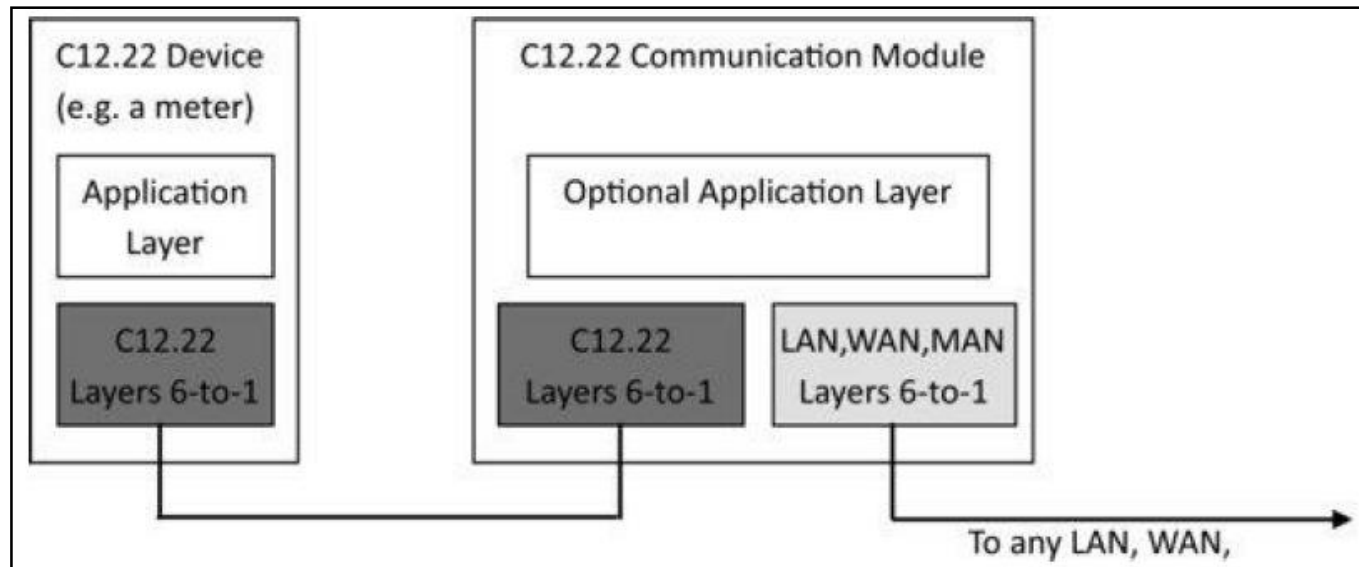 C12.22 Device
(e.g. a meter)
Application
Layer
C12.22
Layers 6-to-1
C12.22 Communication Module
Optional Application Layer
C12.22
Layers 6-to-1
LAN,WAN,MAN
Layers 6-to-1
To any LAN, WAN,